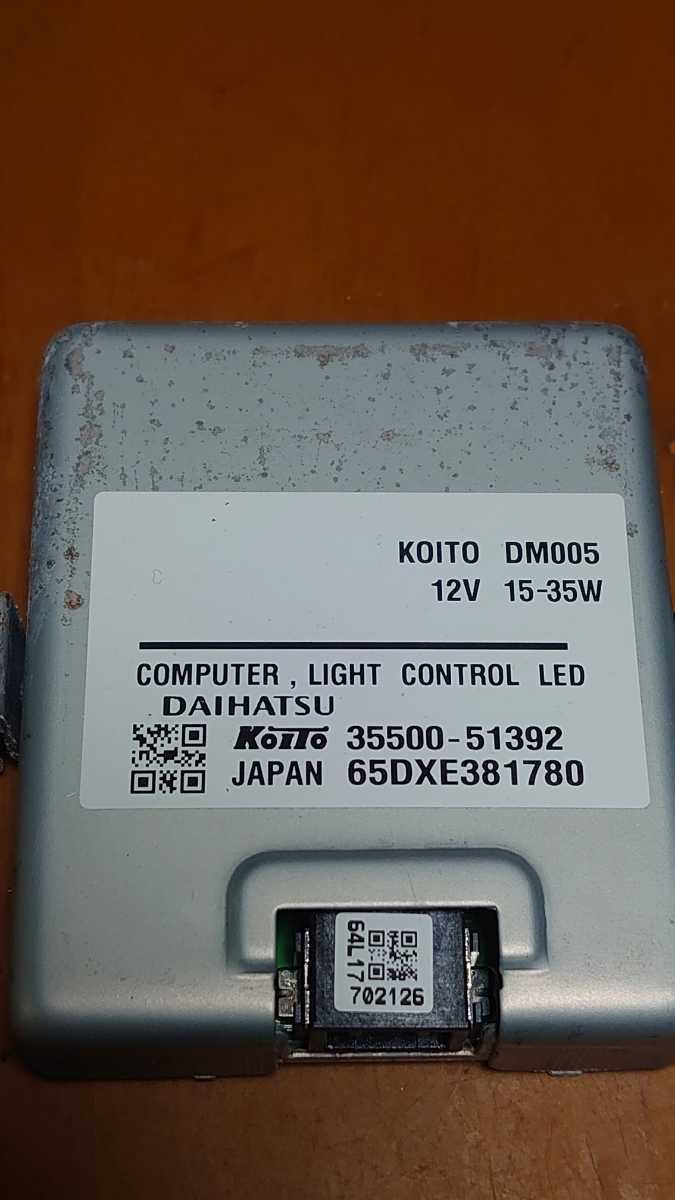 KOITO DM005
12V 15-35W
COMPUTER , LIGHT CONTROL LED
DAIHATSU
KOITO 35500-51392
JAPAN 65DXE381780
64L17
702126